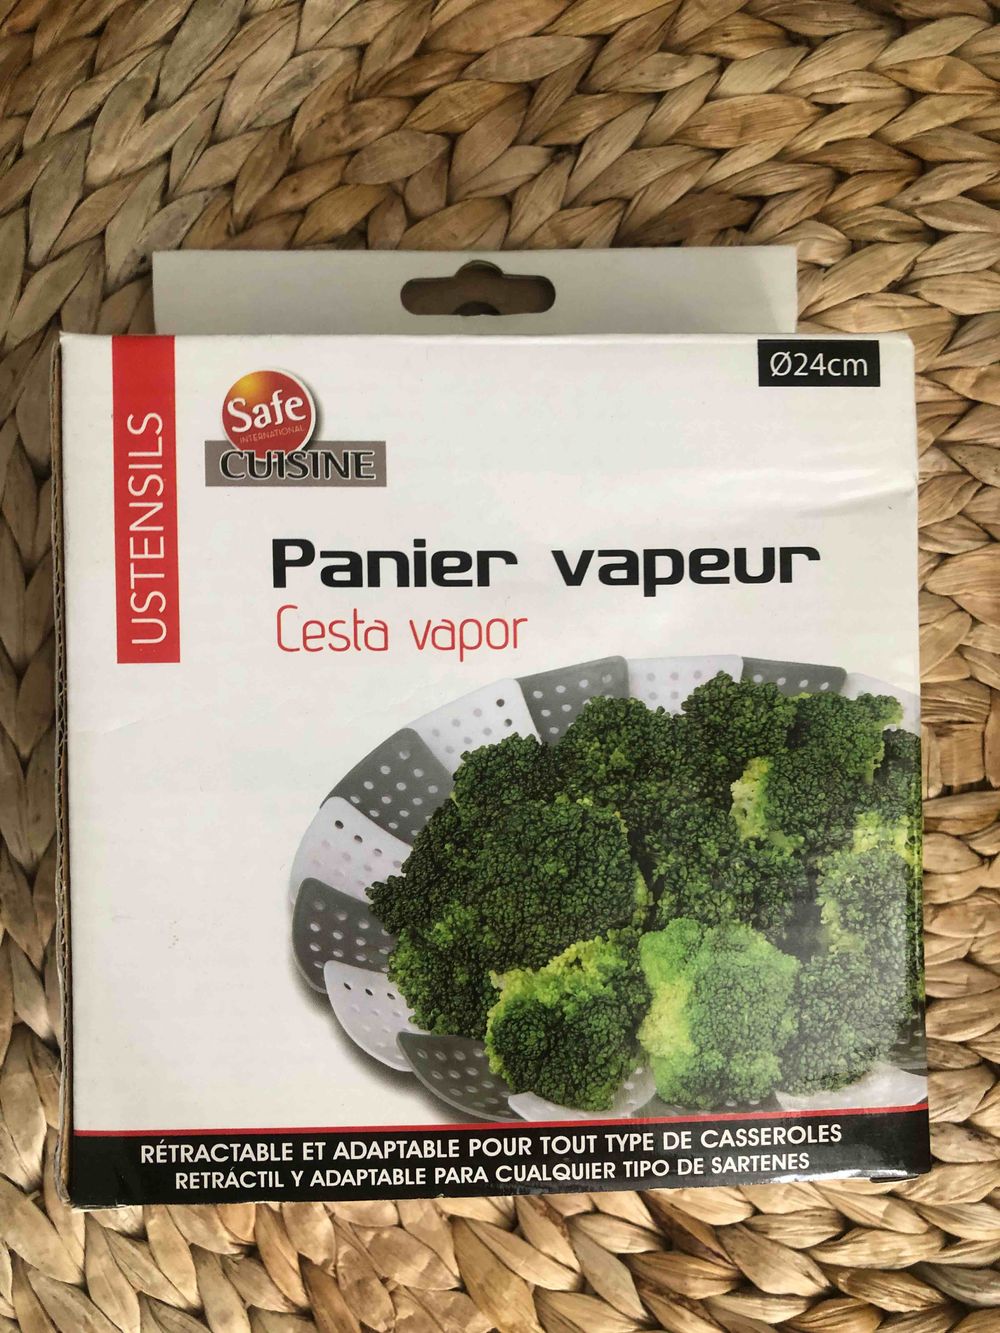 Ø24cm
USTENSILS
Safe
INTERNATIONAL
CUISINE
Panier vapeur
Cesta vapor
RÉTRACTABLE ET ADAPTABLE POUR TOUT TYPE DE CASSEROLES
RETRÁCTIL Y ADAPTABLE PARA CUALQUIER TIPO DE SARTENES